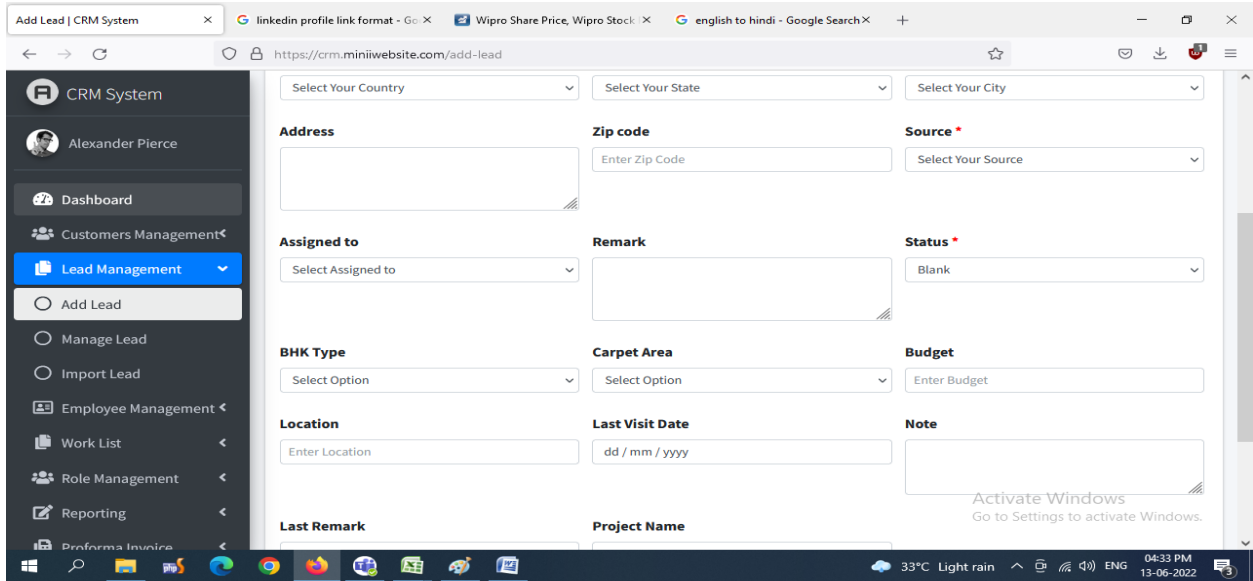 Add Lead | CRM System
linkedin profile link format - Go
Wipro Share Price, Wipro Stock
english to hindi - Google Search
https://crm.miniiwebsite.com/add-lead
CRM System
Alexander Pierce
Dashboard
Customers Management
Lead Management
Add Lead
Manage Lead
Import Lead
Employee Management
Work List
Role Management
Reporting
Proforma Invoice
Select Your Country
Select Your State
Select Your City
Address
Zip code
Source *
Enter Zip Code
Select Your Source
Assigned to
Remark
Status *
Select Assigned to
Blank
BHK Type
Carpet Area
Budget
Select Option
Select Option
Enter Budget
Location
Last Visit Date
Note
Enter Location
dd / mm / yyyy
Activate Windows
Go to Settings to activate Windows.
Last Remark
Project Name
33°C Light rain
ENG
04:33 PM
13-06-2022
3